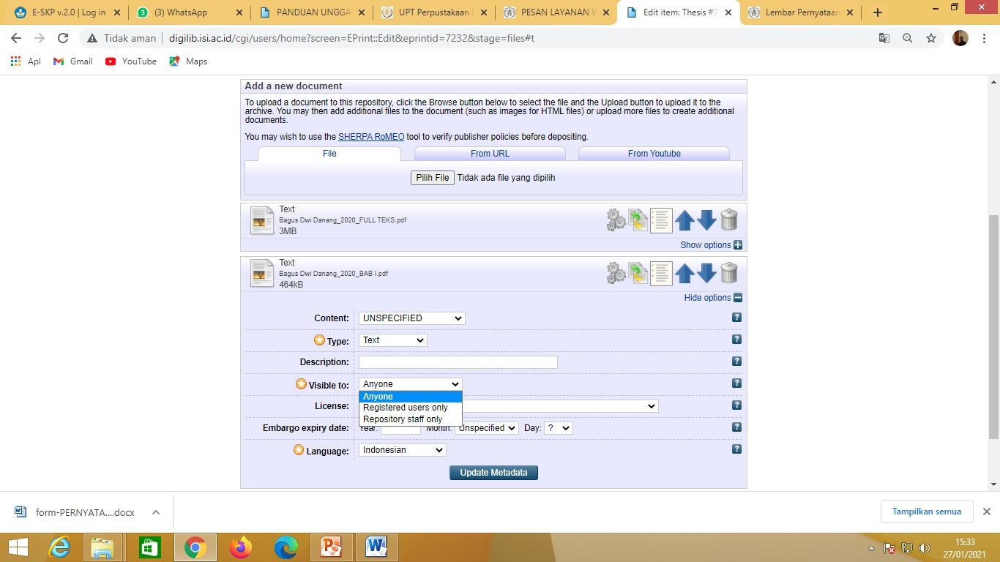 E-SKP v.2.0 | Log in
(3) WhatsApp
PANDUAN UNGGA
UPT Perpustakaan
PESAN LAYANAN
Edit item: Thesis #7
Lembar Pernyataan
Tidak aman | digilib.isi.ac.id/cgi/users/home?screen=EPrint::Edit&eprintid=7232&stage=files#t
Apl Gmail YouTube Maps
Add a new document
To upload a document to this repository, click the Browse button below to select the file and the Upload button to upload it to the
archive. You may then add additional files to the document (such as images for HTML files) or upload more files to create additional
documents.
You may wish to use the SHERPA RoMEO tool to verify publisher policies before depositing.
File From URL From Youtube
Pilih File Tidak ada file yang dipilih
Text
Bagus Dwi Danang_2020_FULL TEKS.pdf
3MB
Show options
Text
Bagus Dwi Danang_2020_BAB I.pdf
464kB
Hide options
Content: UNSPECIFIED ?
Type: Text ?
Description: ?
Visible to: Anyone ?
Anyone
Registered users only
Repository staff only
License: ?
Embargo expiry date: Year: Month: Unspecified Day: ? ?
Language: Indonesian ?
Update Metadata
form-PERNYATA....docx
Tampilkan semua
15:33
27/01/2021